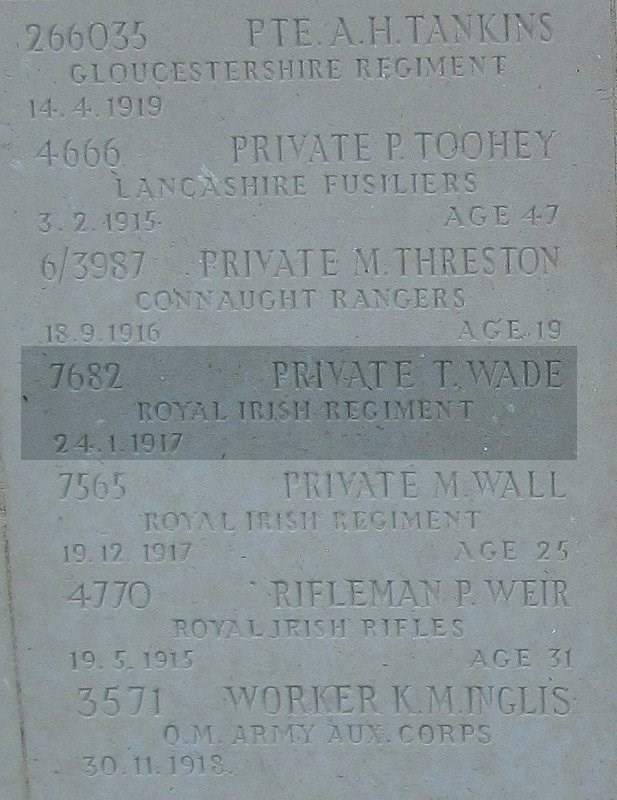 266035 PTE. A.H. TANKINS
GLOUCESTERSHIRE REGIMENT
14. 4. 1919
4666 PRIVATE P. TOOHEY
LANCASHIRE FUSILIERS
3. 2. 1915 AGE 47
6/3987 PRIVATE M. THRESTON
CONNAUGHT RANGERS
18. 9. 1916 AGE 19
7682 PRIVATE T. WADE
ROYAL IRISH REGIMENT
24. 1. 1917
7565 PRIVATE M. WALL
ROYAL IRISH REGIMENT
19. 12. 1917 AGE 25
4770 RIFLEMAN P. WEIR
ROYAL IRISH RIFLES
19. 5. 1915 AGE 31
3571 WORKER K.M. INGLIS
Q.M. ARMY AUX. CORPS
30. 11. 1918